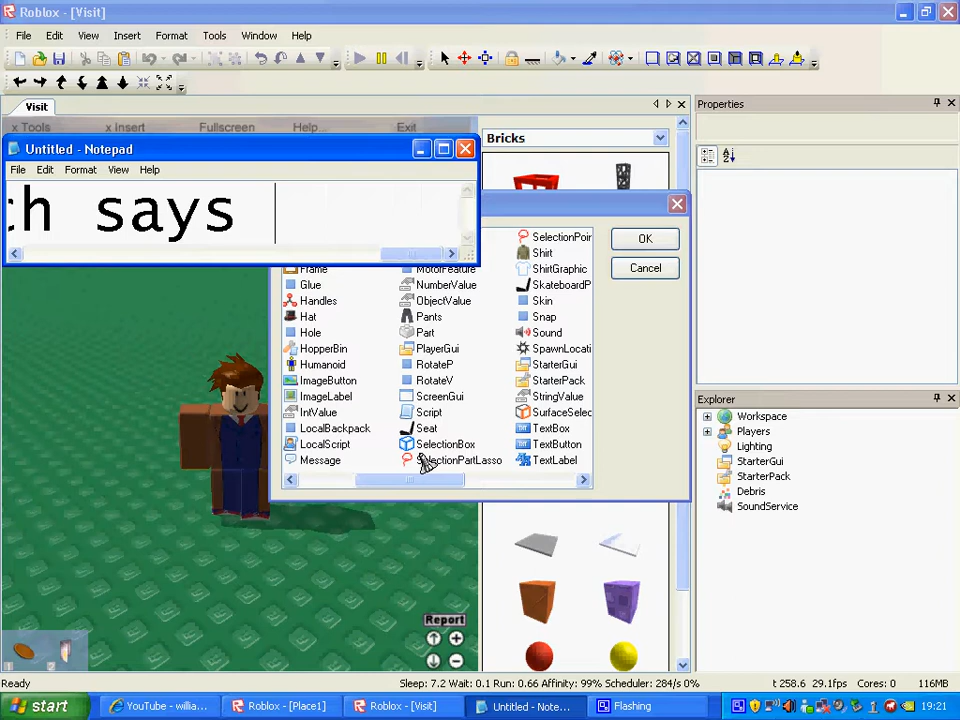 Roblox - [Visit]
File Edit View Insert Format Tools Window Help
Visit
x Tools x Insert Fullscreen Help... Exit
Untitled - Notepad
File Edit Format View Help
says
Bricks
Properties
OK
Cancel
Frame MotorFeature SelectionPoin
Glue NumberValue Shirt
Handles ObjectValue ShirtGraphic
Hat Pants SkateboardP
Hole Part Skin
HopperBin PlayerGui Snap
Humanoid RotateP Sound
ImageButton RotateV SpawnLocati
ImageLabel ScreenGui StarterGui
IntValue Script StarterPack
LocalBackpack Seat StringValue
LocalScript SelectionBox SurfaceSelec
Message SelectionPartLasso TextBox
TextButton
TextLabel
Explorer
Workspace
Players
Lighting
StarterGui
StarterPack
Debris
SoundService
Report
1 2
Ready Sleep: 7.2 Wait: 0.1 Run: 0.66 Affinity: 99% Scheduler: 284/s 0% t 258.6 29.1fps Cores: 0 116MB
start YouTube - willia... Roblox - [Place1] Roblox - [Visit] Untitled - Note... Flashing 19:21